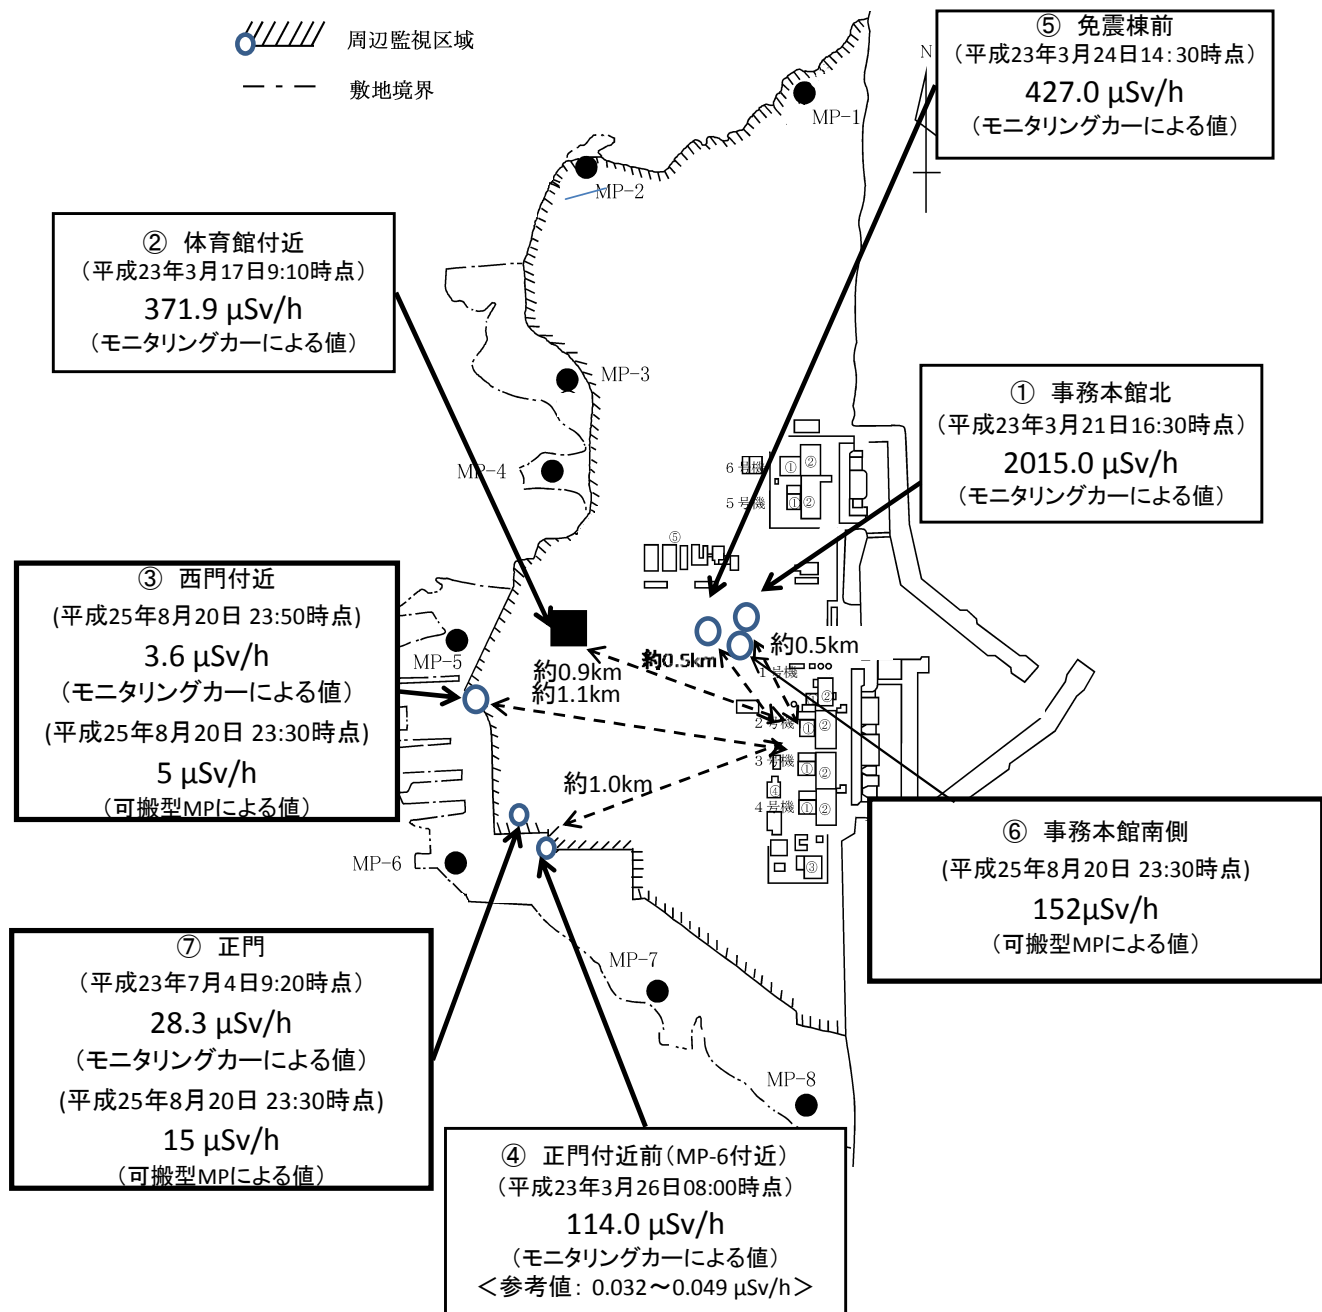 周辺監視区域
敷地境界
⑤ 免震棟前
（平成23年3月24日14:30時点）
427.0 μSv/h
（モニタリングカーによる値）
N
MP-1
MP-2
② 体育館付近
（平成23年3月17日9:10時点）
371.9 μSv/h
（モニタリングカーによる値）
MP-3
① 事務本館北
（平成23年3月21日16:30時点）
2015.0 μSv/h
（モニタリングカーによる値）
MP-4
6号機
①
②
5号機
①
②
⑤
③ 西門付近
(平成25年8月20日 23:50時点)
3.6 μSv/h
（モニタリングカーによる値）
(平成25年8月20日 23:30時点)
5 μSv/h
（可搬型MPによる値）
MP-5
約0.9km
約1.1km
約0.5km
約0.5km
1号機
②
2号機
①
②
3号機
①
②
約1.0km
④
4号機
①
②
③
MP-6
⑥ 事務本館南側
(平成25年8月20日 23:30時点)
152μSv/h
（可搬型MPによる値）
⑦ 正門
（平成23年7月4日9:20時点）
28.3 μSv/h
（モニタリングカーによる値）
(平成25年8月20日 23:30時点)
15 μSv/h
（可搬型MPによる値）
MP-7
MP-8
④ 正門付近前（MP-6付近）
（平成23年3月26日08:00時点）
114.0 μSv/h
（モニタリングカーによる値）
＜参考値: 0.032～0.049 μSv/h＞